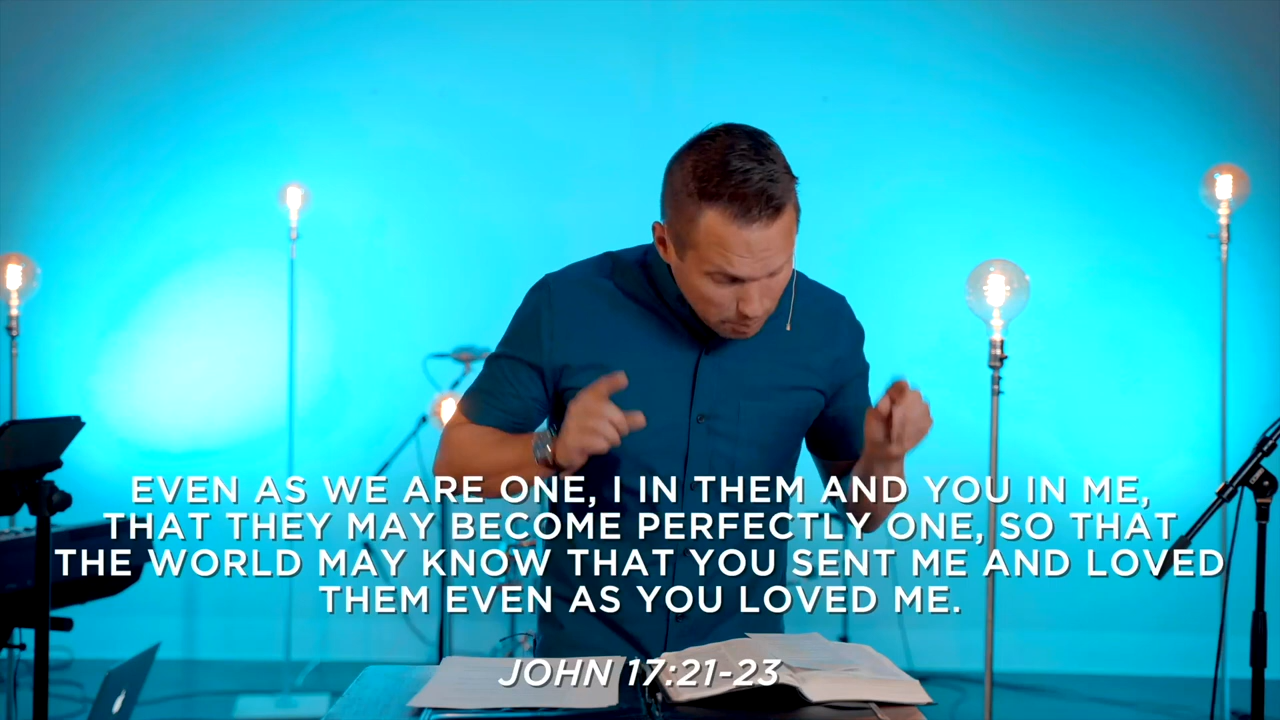 EVEN AS WE ARE ONE, I IN THEM AND YOU IN ME,
THAT THEY MAY BECOME PERFECTLY ONE, SO THAT
THE WORLD MAY KNOW THAT YOU SENT ME AND LOVED
THEM EVEN AS YOU LOVED ME.
JOHN 17:21-23